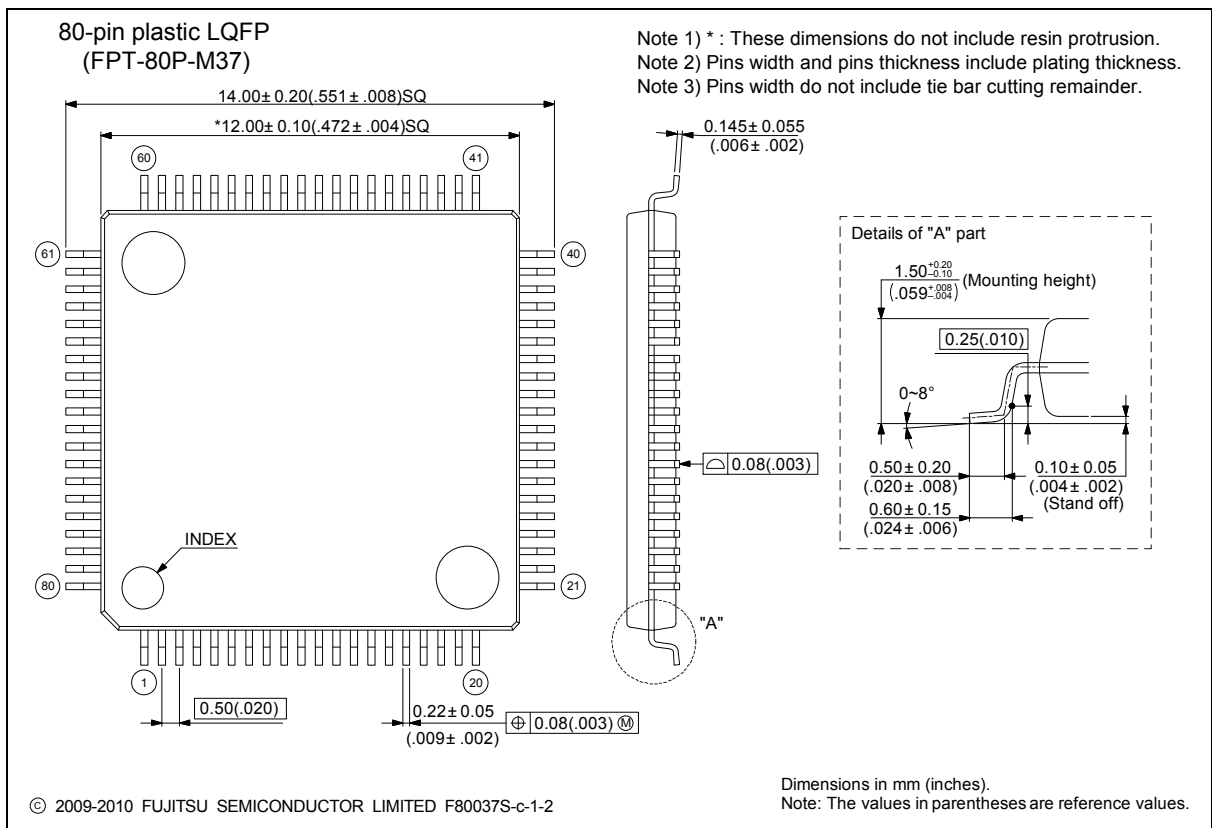 80-pin plastic LQFP
(FPT-80P-M37)
Note 1) * : These dimensions do not include resin protrusion.
Note 2) Pins width and pins thickness include plating thickness.
Note 3) Pins width do not include tie bar cutting remainder.
14.00± 0.20(.551± .008)SQ
*12.00± 0.10(.472± .004)SQ
60
41
61
40
80
21
INDEX
1
20
0.50(.020)
0.22± 0.05
(.009± .002)
⌖ 0.08(.003) Ⓜ
0.145± 0.055
(.006± .002)
⌓ 0.08(.003)
"A"
Details of "A" part
1.50+0.20 −0.10
(.059+.008 −.004)
(Mounting height)
0.25(.010)
0~8°
0.50± 0.20
(.020± .008)
0.60± 0.15
(.024± .006)
0.10± 0.05
(.004± .002)
(Stand off)
© 2009-2010 FUJITSU SEMICONDUCTOR LIMITED F80037S-c-1-2
Dimensions in mm (inches).
Note: The values in parentheses are reference values.